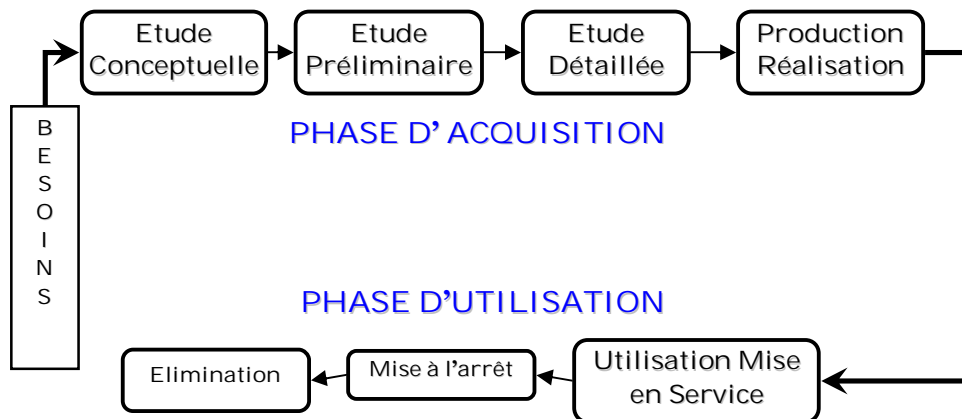 Etude
Conceptuelle
Etude
Préliminaire
Etude
Détaillée
Production
Réalisation
B
E
S
O
I
N
S
PHASE D' ACQUISITION
PHASE D'UTILISATION
Elimination
Mise à l'arrêt
Utilisation Mise
en Service